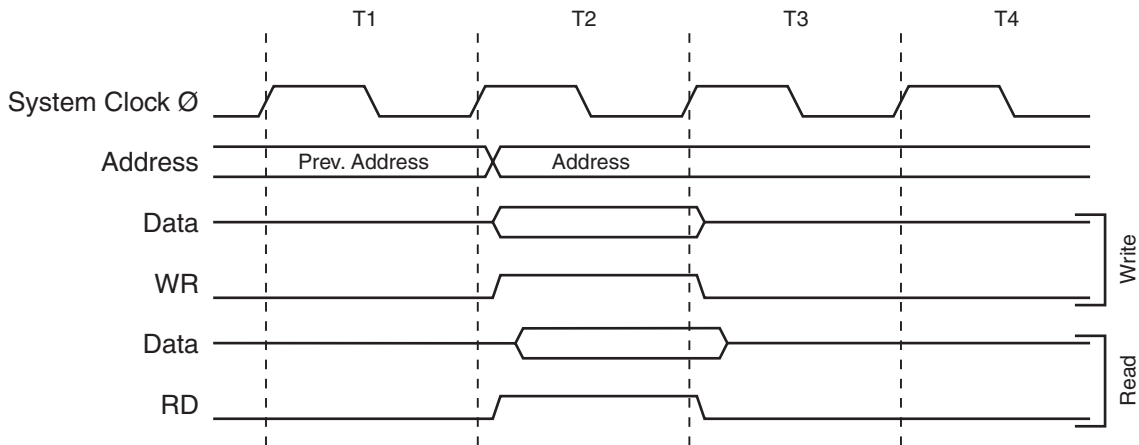 T1 T2 T3 T4
System Clock Ø
Address Prev. Address Address
Data
WR
Write
Data
RD
Read